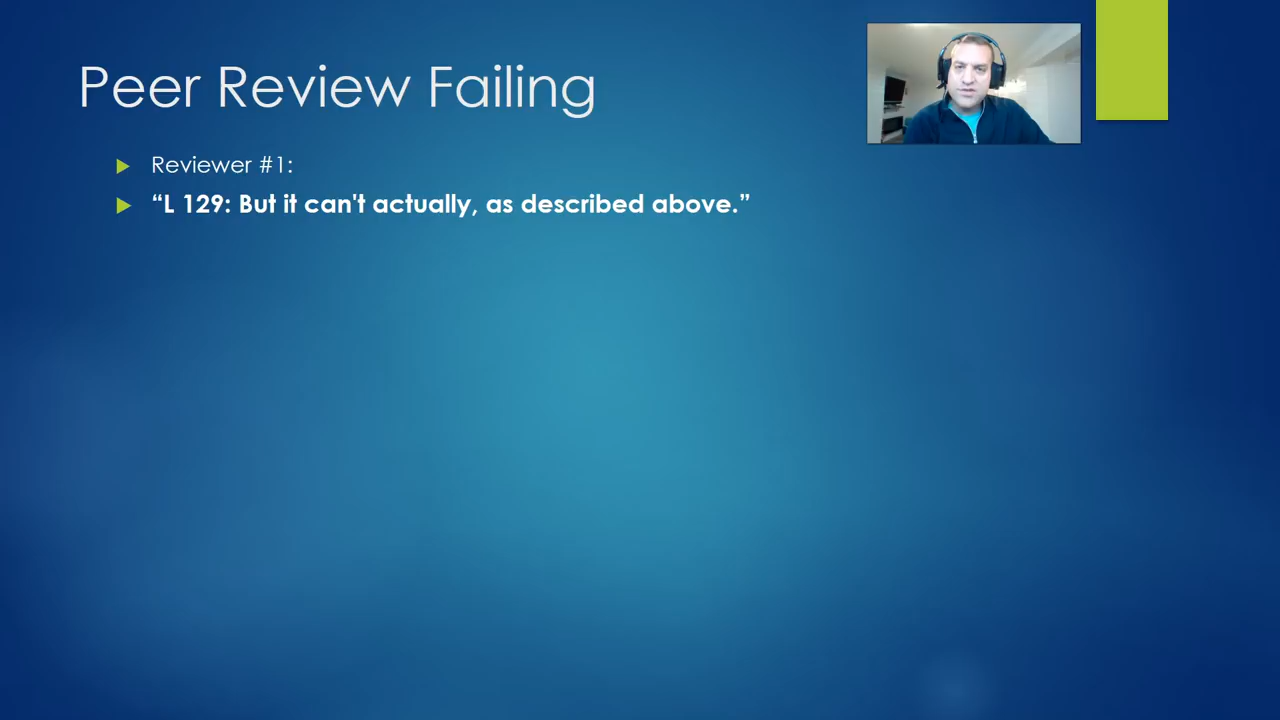 Peer Review Failing
Reviewer #1:
“L 129: But it can't actually, as described above.”